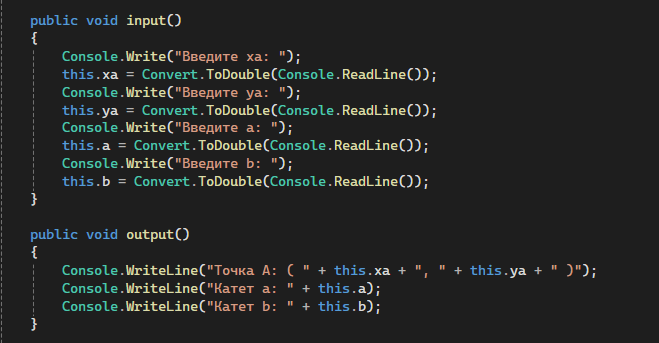 public void input()
{
Console.Write("Введите xa: ");
this.xa = Convert.ToDouble(Console.ReadLine());
Console.Write("Введите ya: ");
this.ya = Convert.ToDouble(Console.ReadLine());
Console.Write("Введите a: ");
this.a = Convert.ToDouble(Console.ReadLine());
Console.Write("Введите b: ");
this.b = Convert.ToDouble(Console.ReadLine());
}
public void output()
{
Console.WriteLine("Точка A: ( " + this.xa + ", " + this.ya + " )");
Console.WriteLine("Катет a: " + this.a);
Console.WriteLine("Катет b: " + this.b);
}